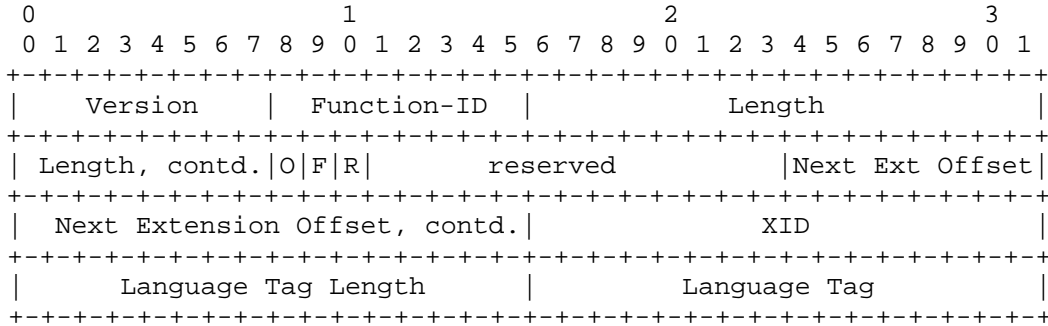 0                   1                   2                   3
 0 1 2 3 4 5 6 7 8 9 0 1 2 3 4 5 6 7 8 9 0 1 2 3 4 5 6 7 8 9 0 1
+-+-+-+-+-+-+-+-+-+-+-+-+-+-+-+-+-+-+-+-+-+-+-+-+-+-+-+-+-+-+-+-+
|    Version    |  Function-ID  |            Length             |
+-+-+-+-+-+-+-+-+-+-+-+-+-+-+-+-+-+-+-+-+-+-+-+-+-+-+-+-+-+-+-+-+
| Length, contd.|O|F|R|       reserved          |Next Ext Offset|
+-+-+-+-+-+-+-+-+-+-+-+-+-+-+-+-+-+-+-+-+-+-+-+-+-+-+-+-+-+-+-+-+
|  Next Extension Offset, contd.|              XID              |
+-+-+-+-+-+-+-+-+-+-+-+-+-+-+-+-+-+-+-+-+-+-+-+-+-+-+-+-+-+-+-+-+
|      Language Tag Length      |         Language Tag          |
+-+-+-+-+-+-+-+-+-+-+-+-+-+-+-+-+-+-+-+-+-+-+-+-+-+-+-+-+-+-+-+-+